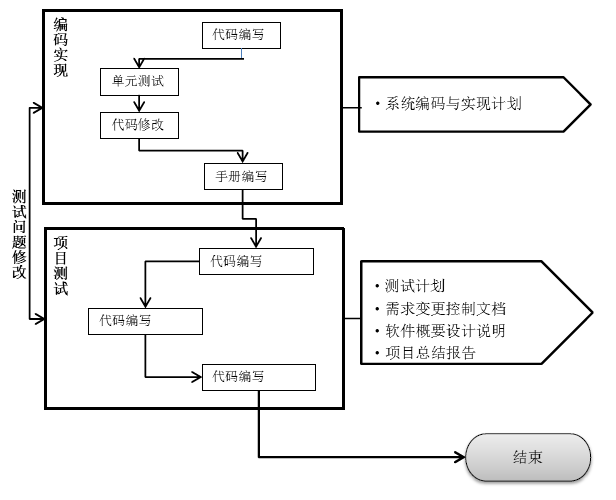 编码实现
代码编写
单元测试
代码修改
手册编写
• 系统编码与实现计划
测试问题修改
项目测试
代码编写
代码编写
代码编写
• 测试计划
• 需求变更控制文档
• 软件概要设计说明
• 项目总结报告
结束